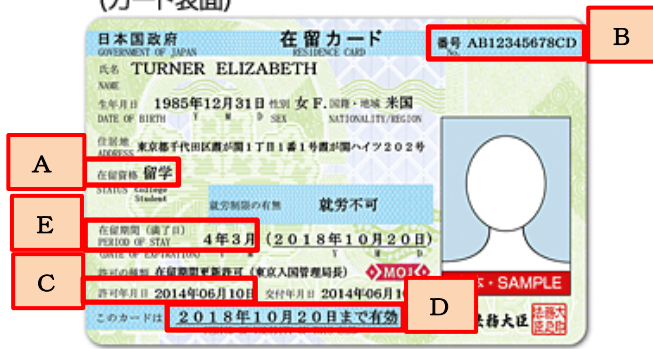 (カード表面)
日本国政府 在留カード 番号 AB12345678CD
GOVERNMENT OF JAPAN RESIDENCE CARD No.
B
氏名 TURNER ELIZABETH
NAME
生年月日 1985年12月31日 性別 女 F. 国籍・地域 米国
DATE OF BIRTH Y M D SEX NATIONALITY/REGION
住居地 東京都千代田区霞が関1丁目1番1号霞が関ハイツ202号
ADDRESS
A
在留資格 留学
STATUS College
Student
就労制限の有無 就労不可
E
在留期間(満了日)
PERIOD OF STAY 4年3月(2018年10月20日)
(DATE OF EXPIRATION) Y M Y M D
許可の種類 在留期間更新許可(東京入国管理局長) MOJ
C
許可年月日 2014年06月10日 交付年月日 2014年06月1
・SAMPLE
D
このカードは 2018年10月20日まで有効
法務大臣